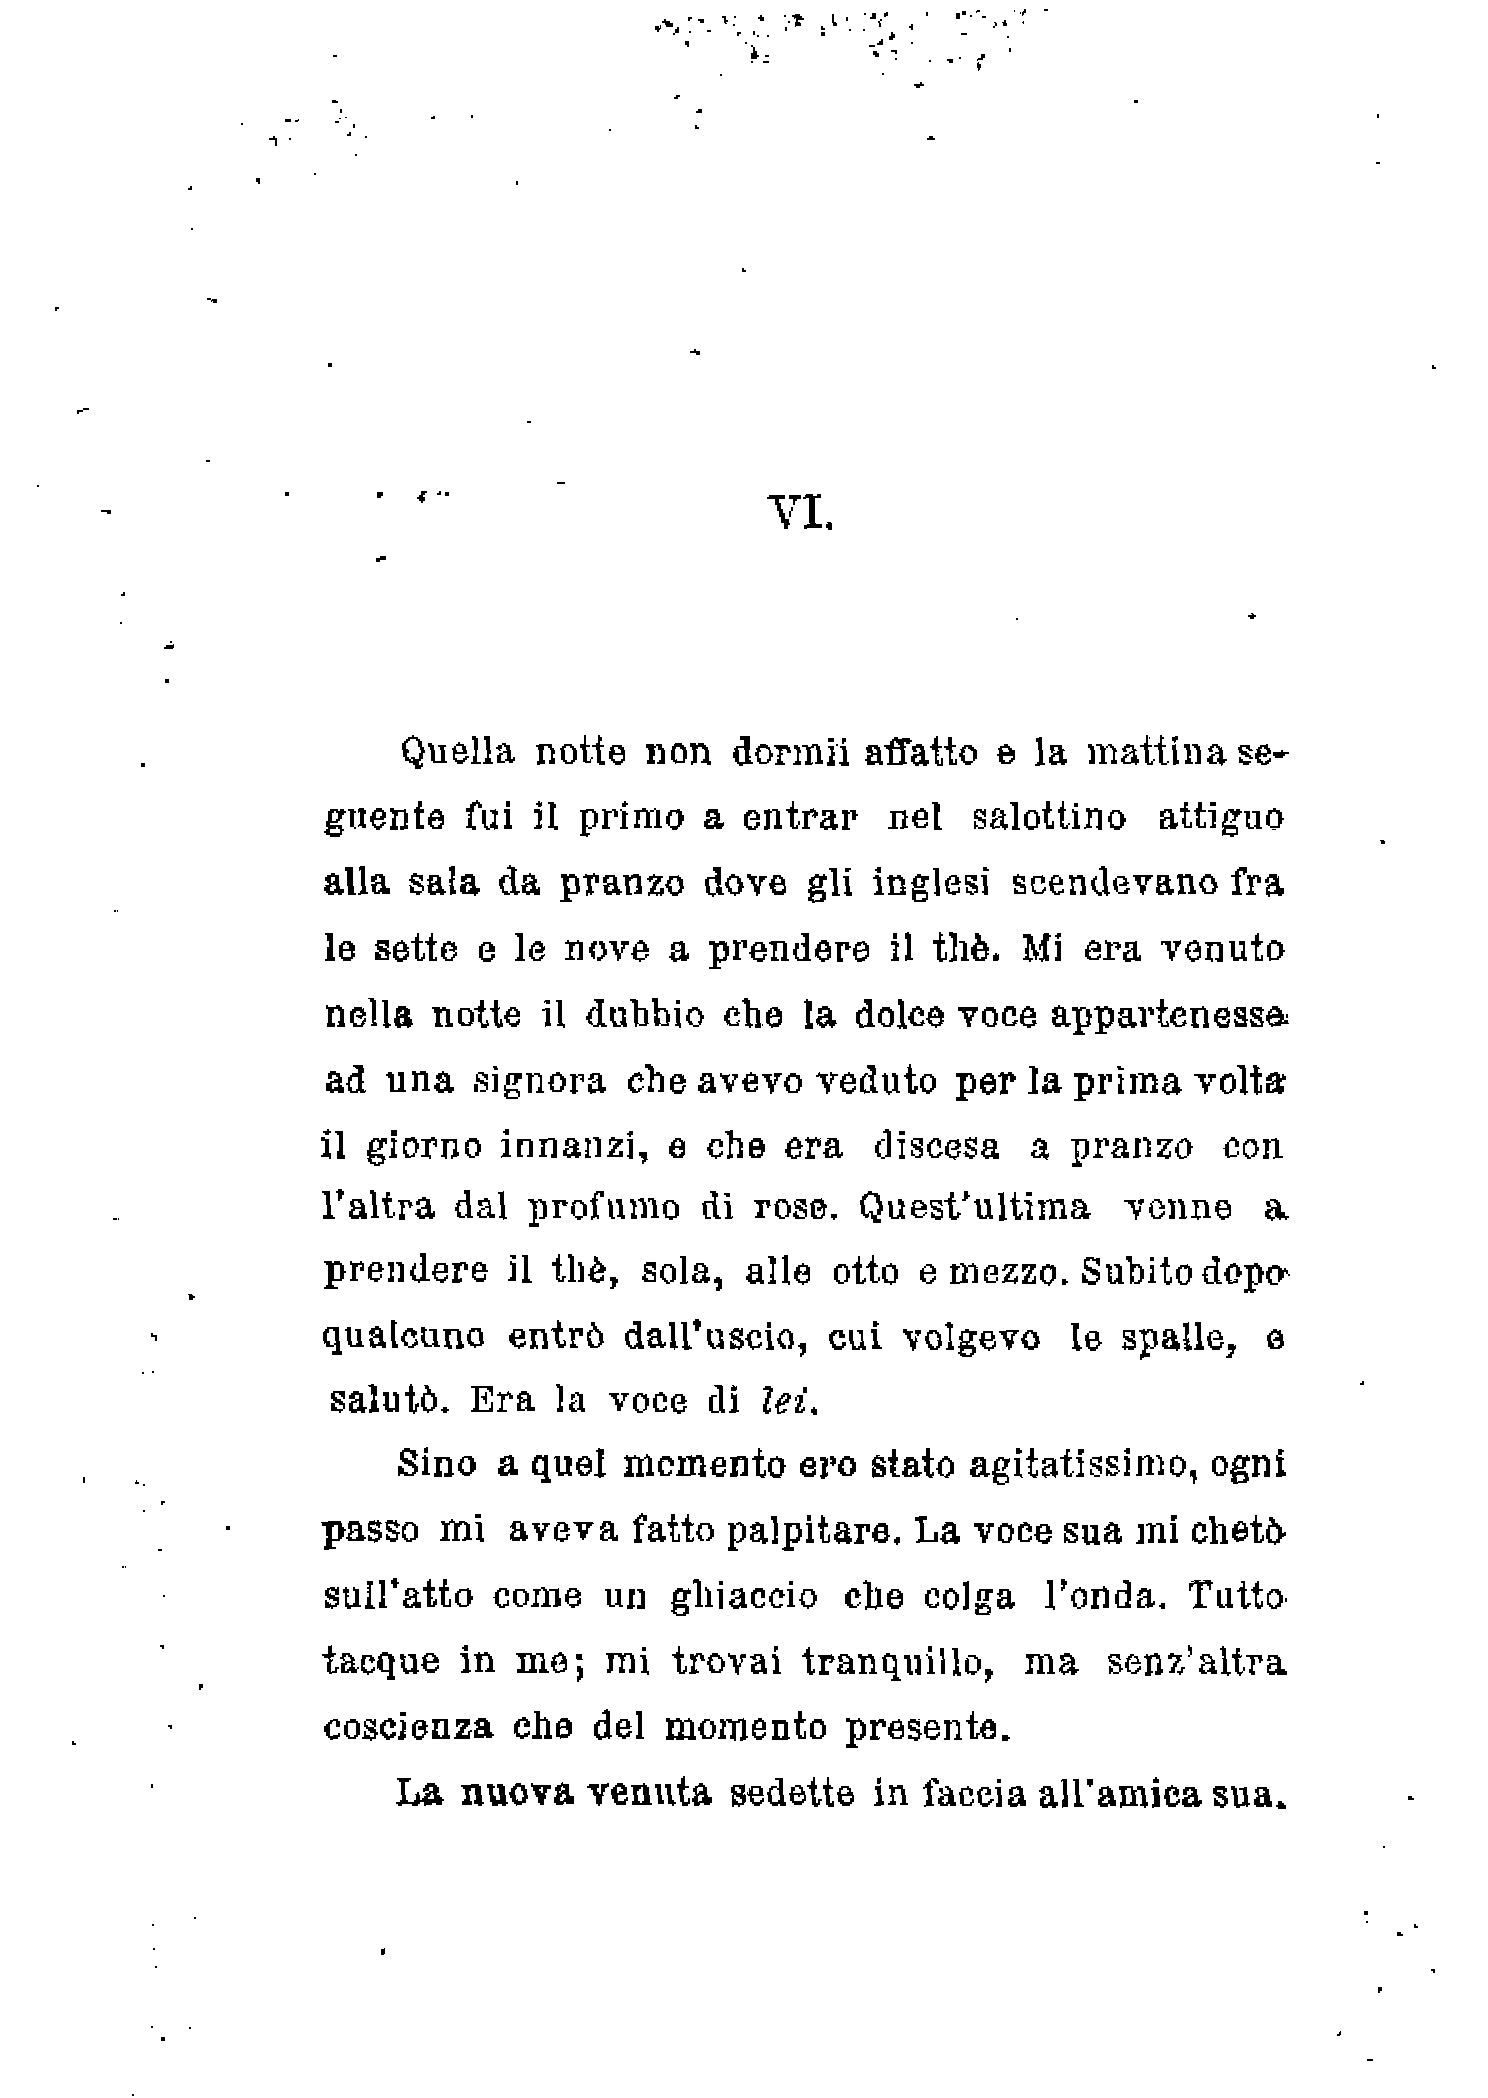 VI.
Quella notte non dormii affatto e la mattina se-
guente fui il primo a entrar nel salottino attiguo
alla sala da pranzo dove gli inglesi scendevano fra
le sette e le nove a prendere il thè. Mi era venuto
nella notte il dubbio che la dolce voce appartenesse
ad una signora che avevo veduto per la prima volta
il giorno innanzi, e che era discesa a pranzo con
l'altra dal profumo di rose. Quest'ultima venne a
prendere il thè, sola, alle otto e mezzo. Subito dopo
qualcuno entrò dall'uscio, cui volgevo le spalle, e
salutò. Era la voce di lei.
Sino a quel momento ero stato agitatissimo, ogni
passo mi aveva fatto palpitare. La voce sua mi chetò
sull'atto come un ghiaccio che colga l'onda. Tutto
tacque in me; mi trovai tranquillo, ma senz'altra
coscienza che del momento presente.
La nuova venuta sedette in faccia all'amica sua.